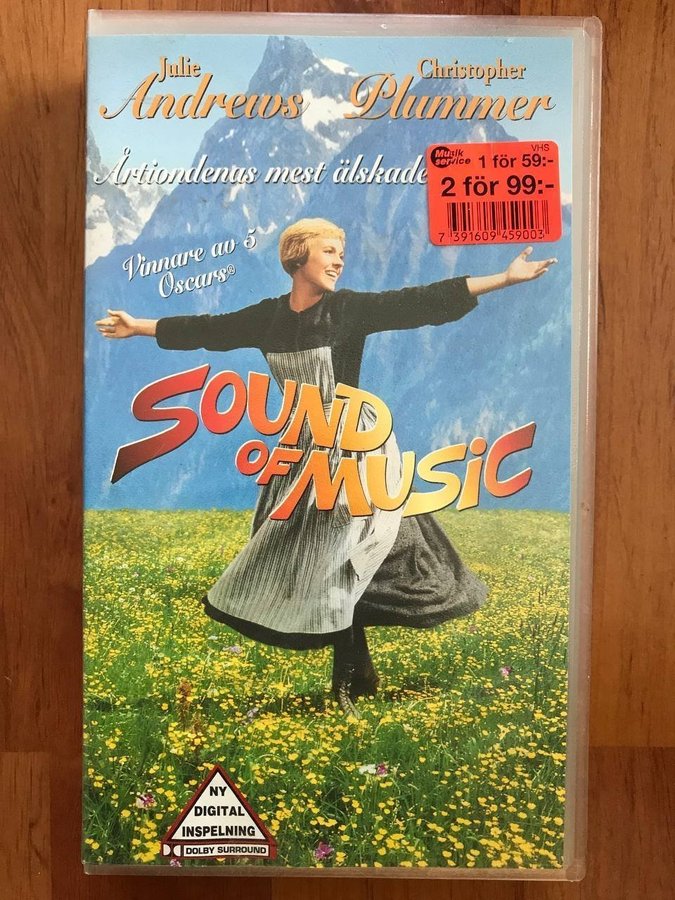 Julie
Andrews
Christopher
Plummer
Årtiondenas mest älskade
VHS
Musik
service
1 för 59:-
2 för 99:-
7 391609 459003
Vinnare av 5
Oscars®
SOUND
OF MUSIC
NY
DIGITAL
INSPELNING
DOLBY SURROUND